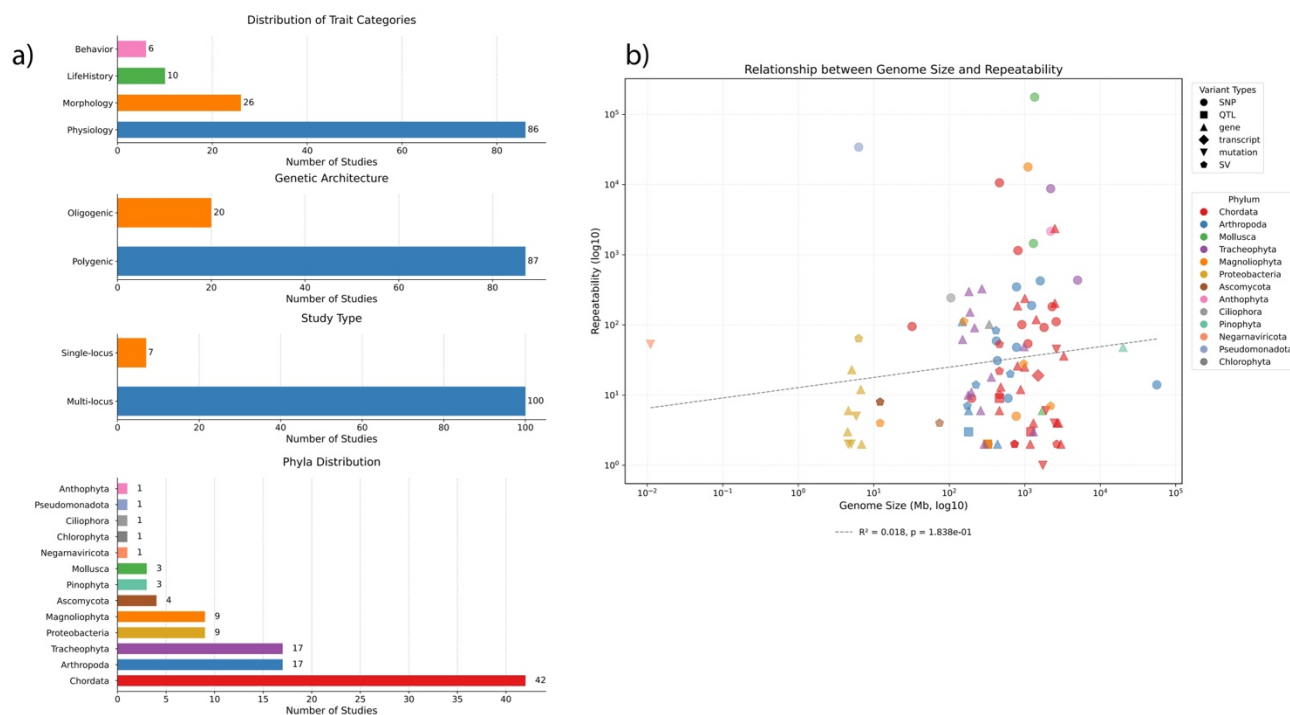 a)
Distribution of Trait Categories
Behavior 6
LifeHistory 10
Morphology 26
Physiology 86
0 20 40 60 80
Number of Studies
Genetic Architecture
Oligogenic 20
Polygenic 87
0 20 40 60 80
Number of Studies
Study Type
Single-locus 7
Multi-locus 100
0 20 40 60 80 100
Number of Studies
Phyla Distribution
Anthophyta 1
Pseudomonadota 1
Ciliophora 1
Chlorophyta 1
Negarnaviricota 1
Mollusca 3
Pinophyta 3
Ascomycota 4
Magnoliophyta 9
Proteobacteria 9
Tracheophyta 17
Arthropoda 17
Chordata 42
0 5 10 15 20 25 30 35 40
Number of Studies
b)
Relationship between Genome Size and Repeatability
Repeatability (log10)
10⁵
10⁴
10³
10²
10¹
10⁰
10⁻² 10⁻¹ 10⁰ 10¹ 10² 10³ 10⁴ 10⁵
Genome Size (Mb, log10)
R² = 0.018, p = 1.838e-01
Variant Types
SNP
QTL
gene
transcript
mutation
SV
Phylum
Chordata
Arthropoda
Mollusca
Tracheophyta
Magnoliophyta
Proteobacteria
Ascomycota
Anthophyta
Ciliophora
Pinophyta
Negarnaviricota
Pseudomonadota
Chlorophyta